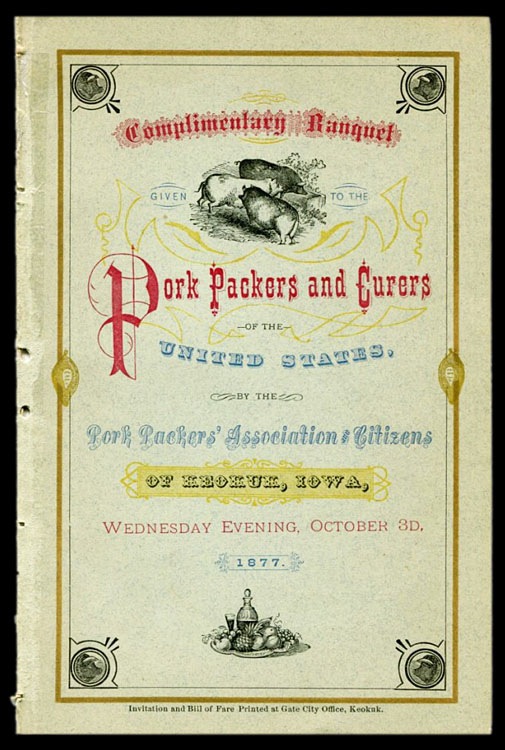 Complimentary Banquet
GIVEN TO THE
Pork Packers and Curers
—OF THE—
UNITED STATES,
BY THE
Pork Packers' Association & Citizens
OF KEOKUK, IOWA,
WEDNESDAY EVENING, OCTOBER 3D,
1877.
Invitation and Bill of Fare Printed at Gate City Office, Keokuk.